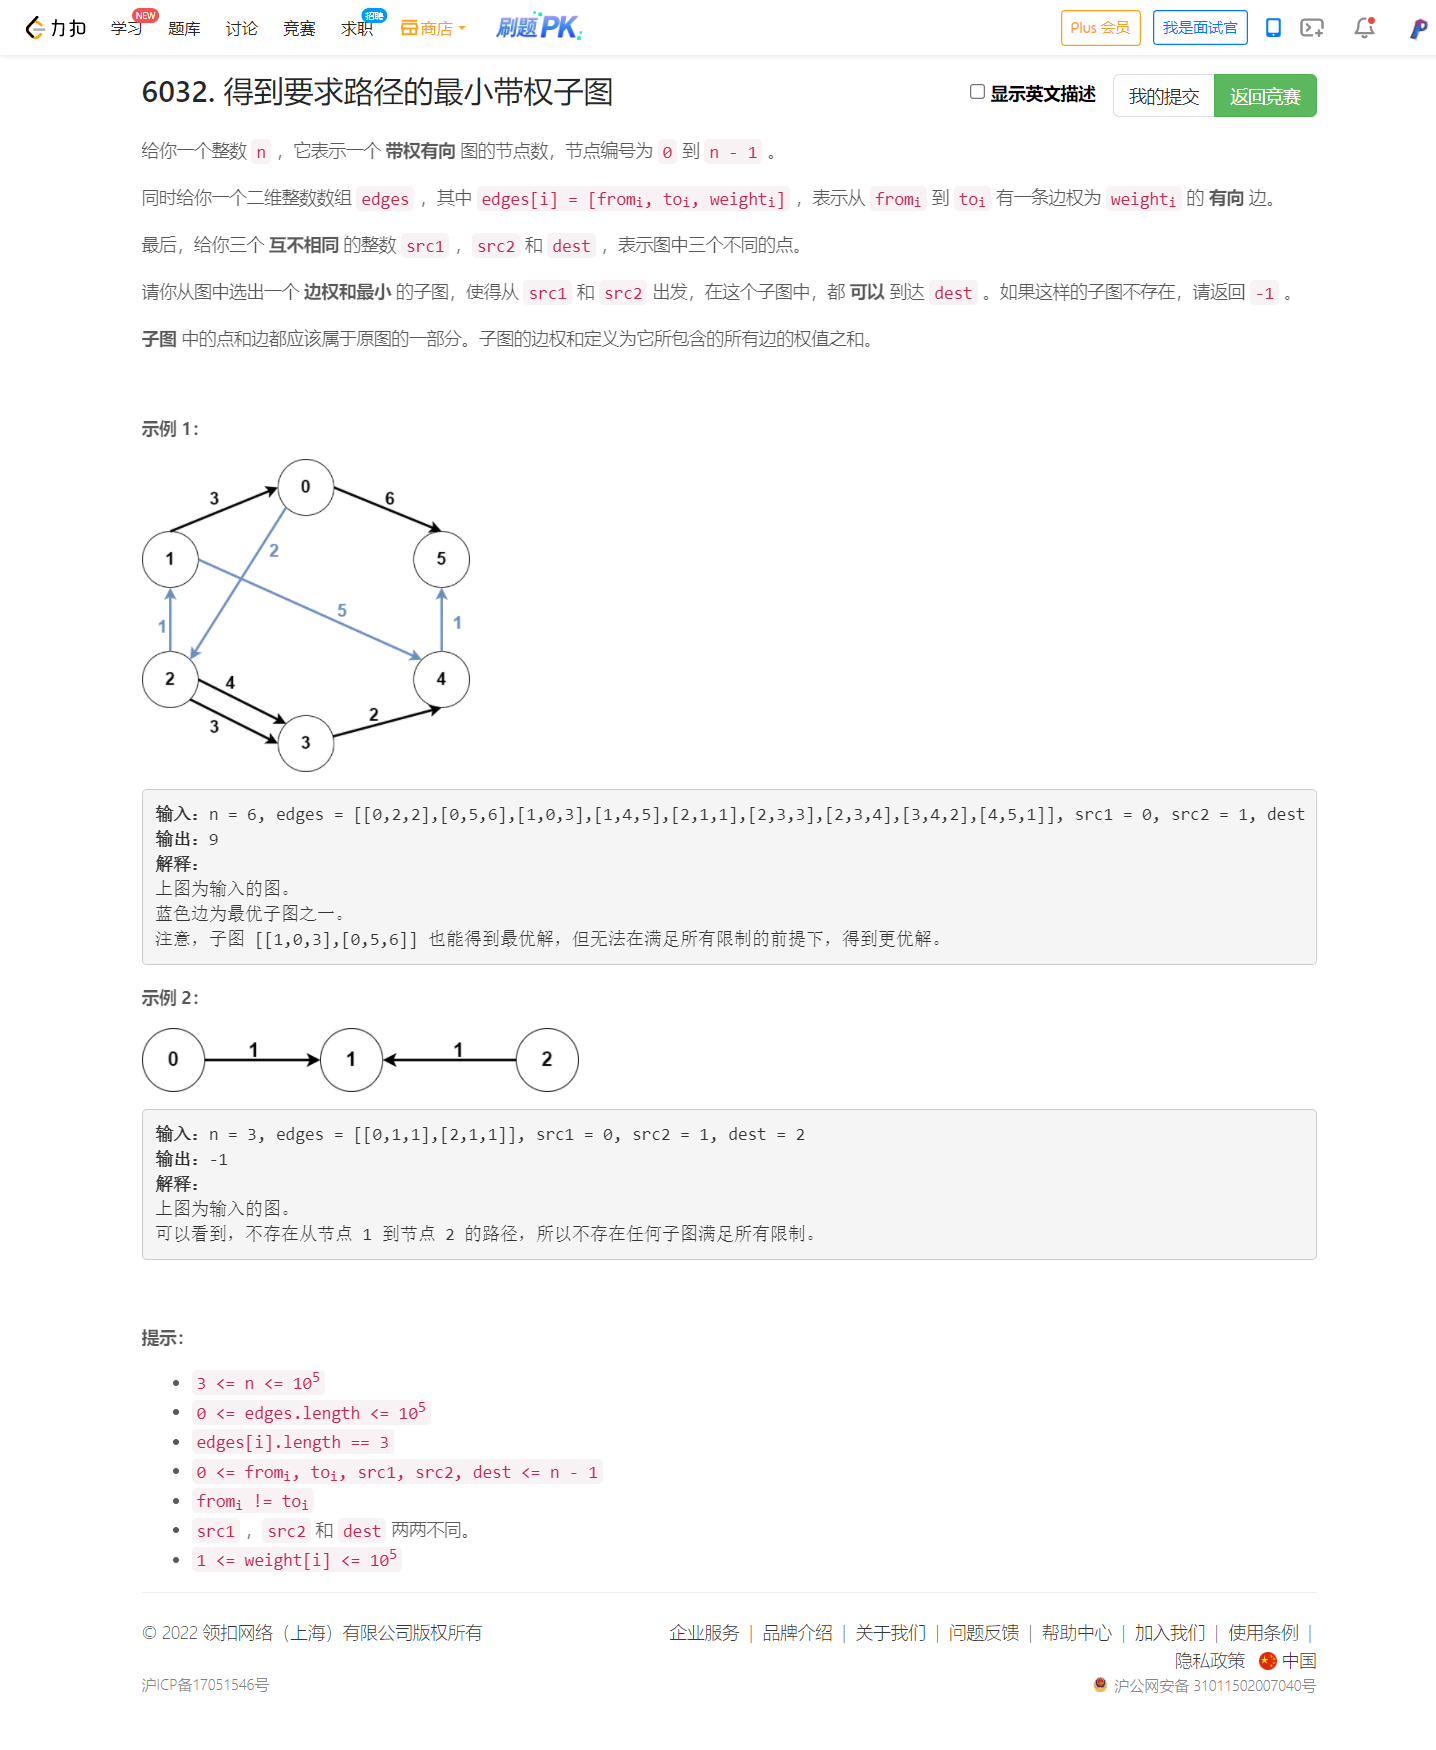 力扣 学习 NEW 题库 讨论 竞赛 求职 招聘 商店 刷题PK Plus 会员 我是面试官
6032. 得到要求路径的最小带权子图 显示英文描述 我的提交 返回竞赛
给你一个整数 n ，它表示一个 带权有向 图的节点数，节点编号为 0 到 n - 1 。
同时给你一个二维整数数组 edges ，其中 edges[i] = [fromi, toi, weighti] ，表示从 fromi 到 toi 有一条边权为 weighti 的 有向 边。
最后，给你三个 互不相同 的整数 src1 ，src2 和 dest ，表示图中三个不同的点。
请你从图中选出一个 边权和最小 的子图，使得从 src1 和 src2 出发，在这个子图中，都 可以 到达 dest 。如果这样的子图不存在，请返回 -1 。
子图 中的点和边都应该属于原图的一部分。子图的边权和定义为它所包含的所有边的权值之和。
示例 1：
0
3 6
2
1 5
5
1 1
2 4
4
3 2
3
输入：n = 6, edges = [[0,2,2],[0,5,6],[1,0,3],[1,4,5],[2,1,1],[2,3,3],[2,3,4],[3,4,2],[4,5,1]], src1 = 0, src2 = 1, dest
输出：9
解释：
上图为输入的图。
蓝色边为最优子图之一。
注意，子图 [[1,0,3],[0,5,6]] 也能得到最优解，但无法在满足所有限制的前提下，得到更优解。
示例 2：
0 1 1 1 2
输入：n = 3, edges = [[0,1,1],[2,1,1]], src1 = 0, src2 = 1, dest = 2
输出：-1
解释：
上图为输入的图。
可以看到，不存在从节点 1 到节点 2 的路径，所以不存在任何子图满足所有限制。
提示：
3 <= n <= 10^5
0 <= edges.length <= 10^5
edges[i].length == 3
0 <= fromi, toi, src1, src2, dest <= n - 1
fromi != toi
src1 ，src2 和 dest 两两不同。
1 <= weight[i] <= 10^5
© 2022 领扣网络（上海）有限公司版权所有 企业服务 | 品牌介绍 | 关于我们 | 问题反馈 | 帮助中心 | 加入我们 | 使用条例 |
隐私政策 中国
沪ICP备17051546号 沪公网安备 31011502007040号